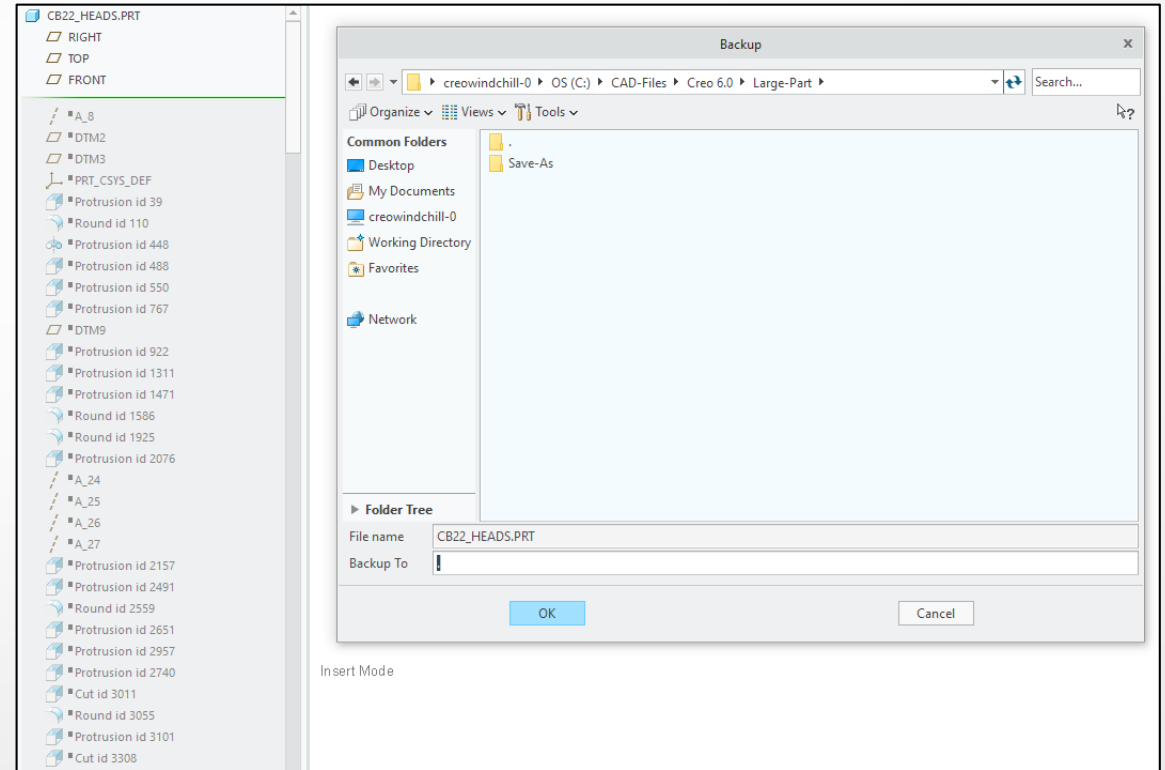 CB22_HEADS.PRT
RIGHT
TOP
FRONT
A_8
DTM2
DTM3
PRT_CSYS_DEF
Protrusion id 39
Round id 110
Protrusion id 448
Protrusion id 488
Protrusion id 550
Protrusion id 767
DTM9
Protrusion id 922
Protrusion id 1311
Protrusion id 1471
Round id 1586
Round id 1925
Protrusion id 2076
A_24
A_25
A_26
A_27
Protrusion id 2157
Protrusion id 2491
Round id 2559
Protrusion id 2651
Protrusion id 2957
Protrusion id 2740
Cut id 3011
Round id 3055
Protrusion id 3101
Cut id 3308
Backup x
creowindchill-0 OS (C:) CAD-Files Creo 6.0 Large-Part Search...
Organize Views Tools ?
Common Folders
Desktop
My Documents
creowindchill-0
Working Directory
Favorites
Network
.
Save-As
Folder Tree
File name CB22_HEADS.PRT
Backup To .
OK Cancel
Insert Mode